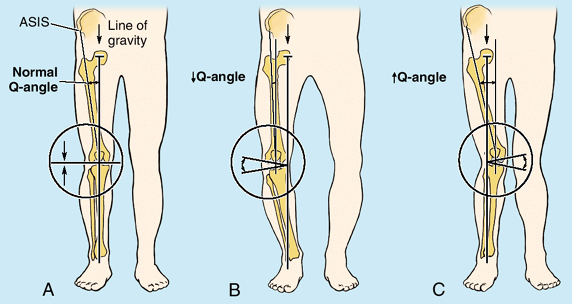 ASIS
Line of
gravity
Normal
Q-angle
↓Q-angle
↑Q-angle
A
B
C